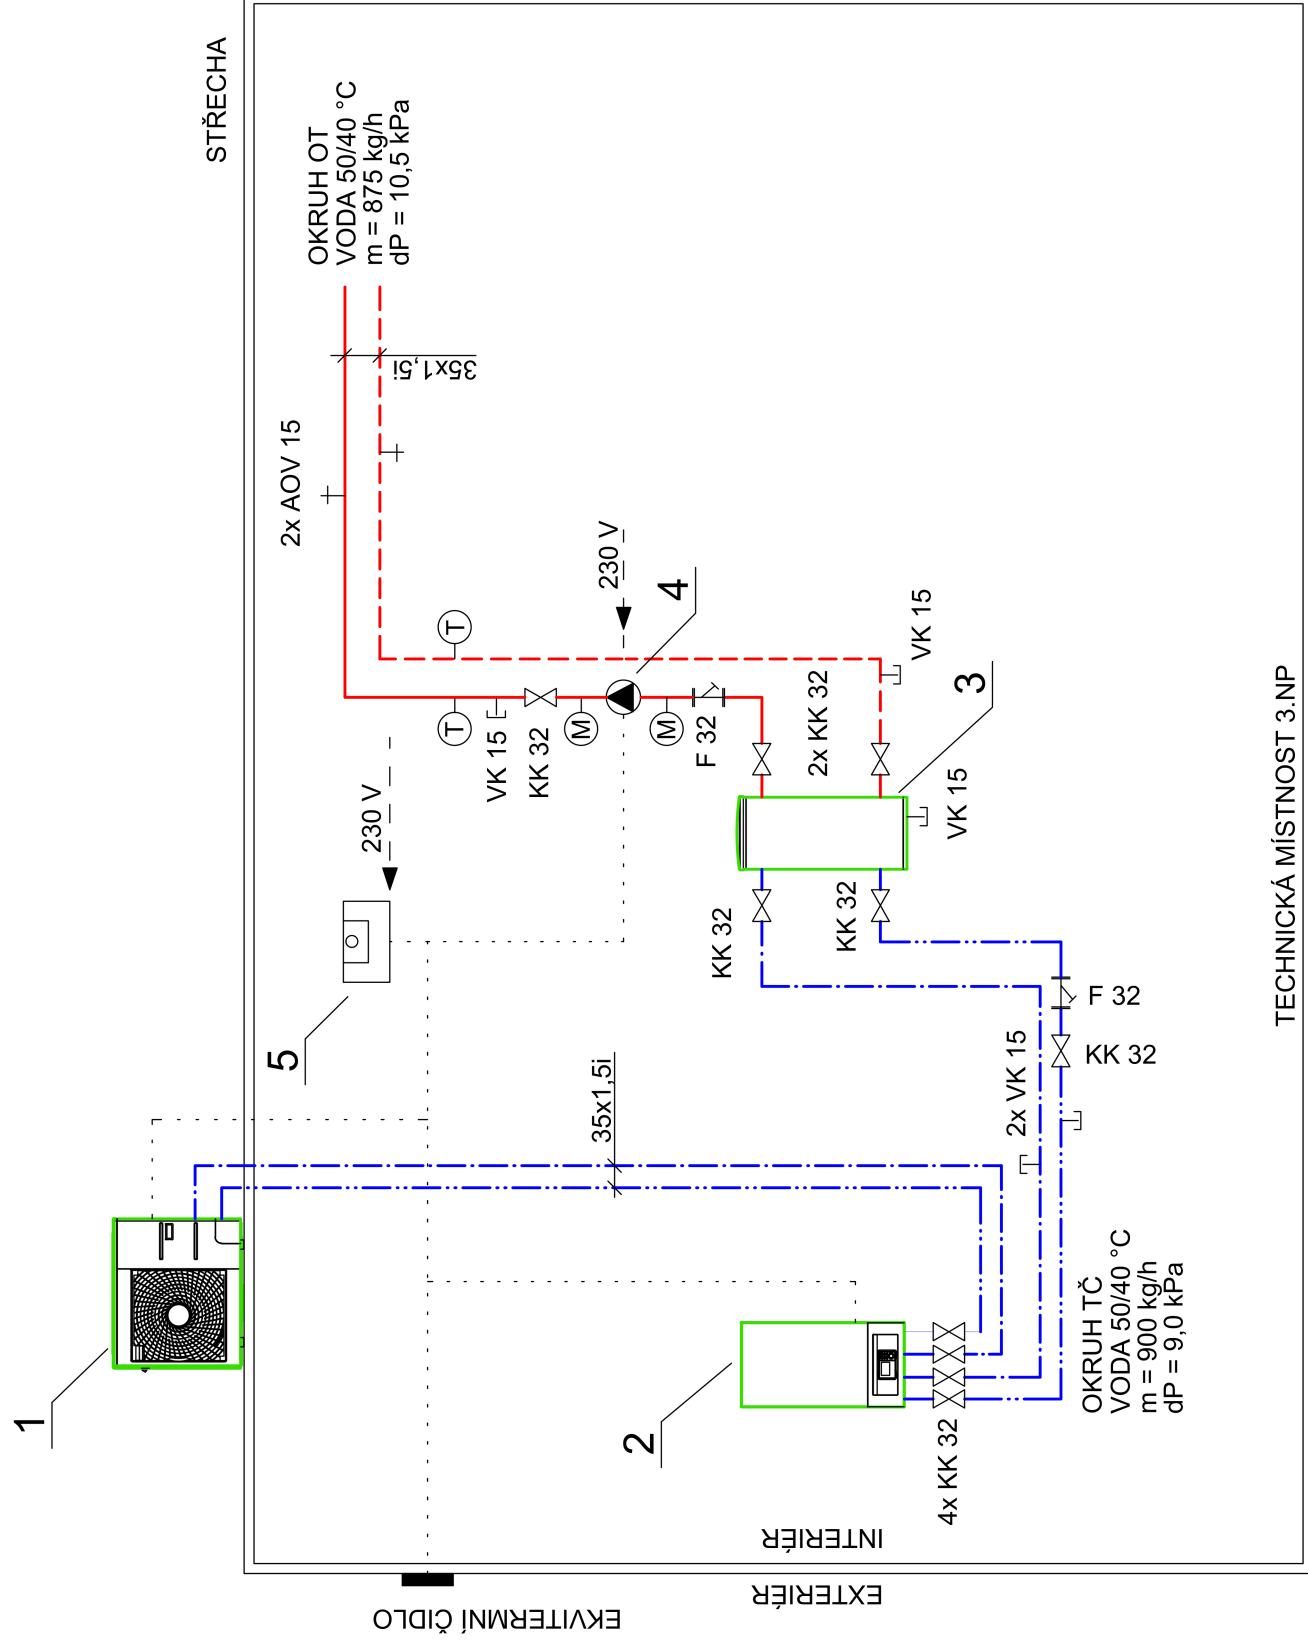 STŘECHA
OKRUH OT
VODA 50/40 °C
m = 875 kg/h
dP = 10,5 kPa
35x1,5i
2x AOV 15
230 V
4
T
T
VK 15
KK 32
M
M
F 32
2x KK 32
VK 15
3
VK 15
230 V
5
KK 32
KK 32
F 32
KK 32
2x VK 15
35x1,5i
1
2
4x KK 32
OKRUH TČ
VODA 50/40 °C
m = 900 kg/h
dP = 9,0 kPa
TECHNICKÁ MÍSTNOST 3.NP
INTERIÉR
EXTERIÉR
EKVITERMNÍ ČIDLO